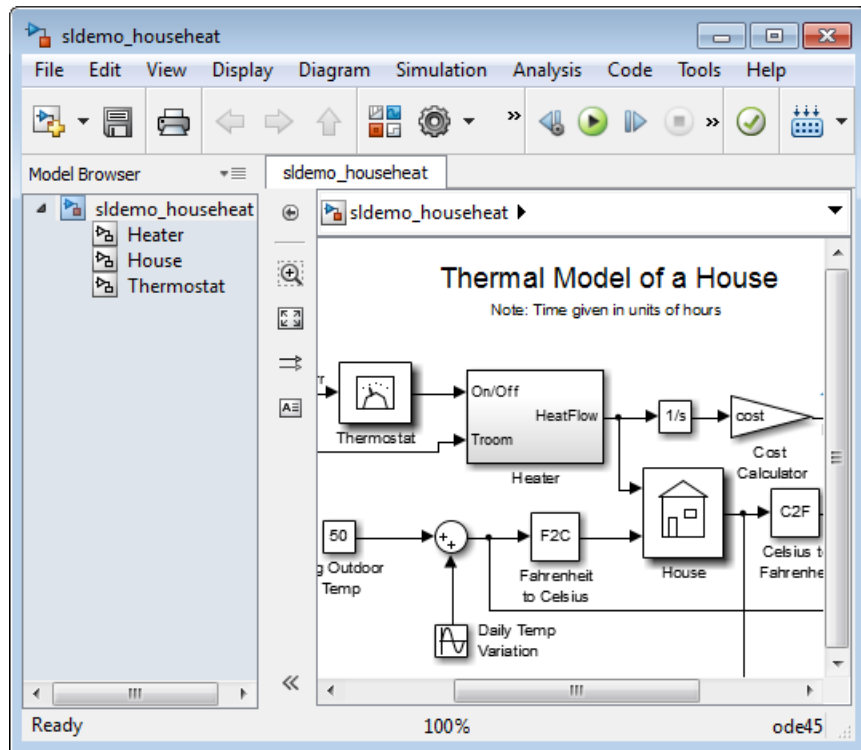 sldemo_househeat
File Edit View Display Diagram Simulation Analysis Code Tools Help
» »
Model Browser
sldemo_househeat
sldemo_househeat
Heater
House
Thermostat
sldemo_househeat
Thermal Model of a House
Note: Time given in units of hours
Thermostat
On/Off
HeatFlow
Troom
Heater
1/s
cost
Cost
Calculator
50
g Outdoor
Temp
F2C
Fahrenheit
to Celsius
House
C2F
Celsius to
Fahrenhe
Daily Temp
Variation
Ready 100% ode45